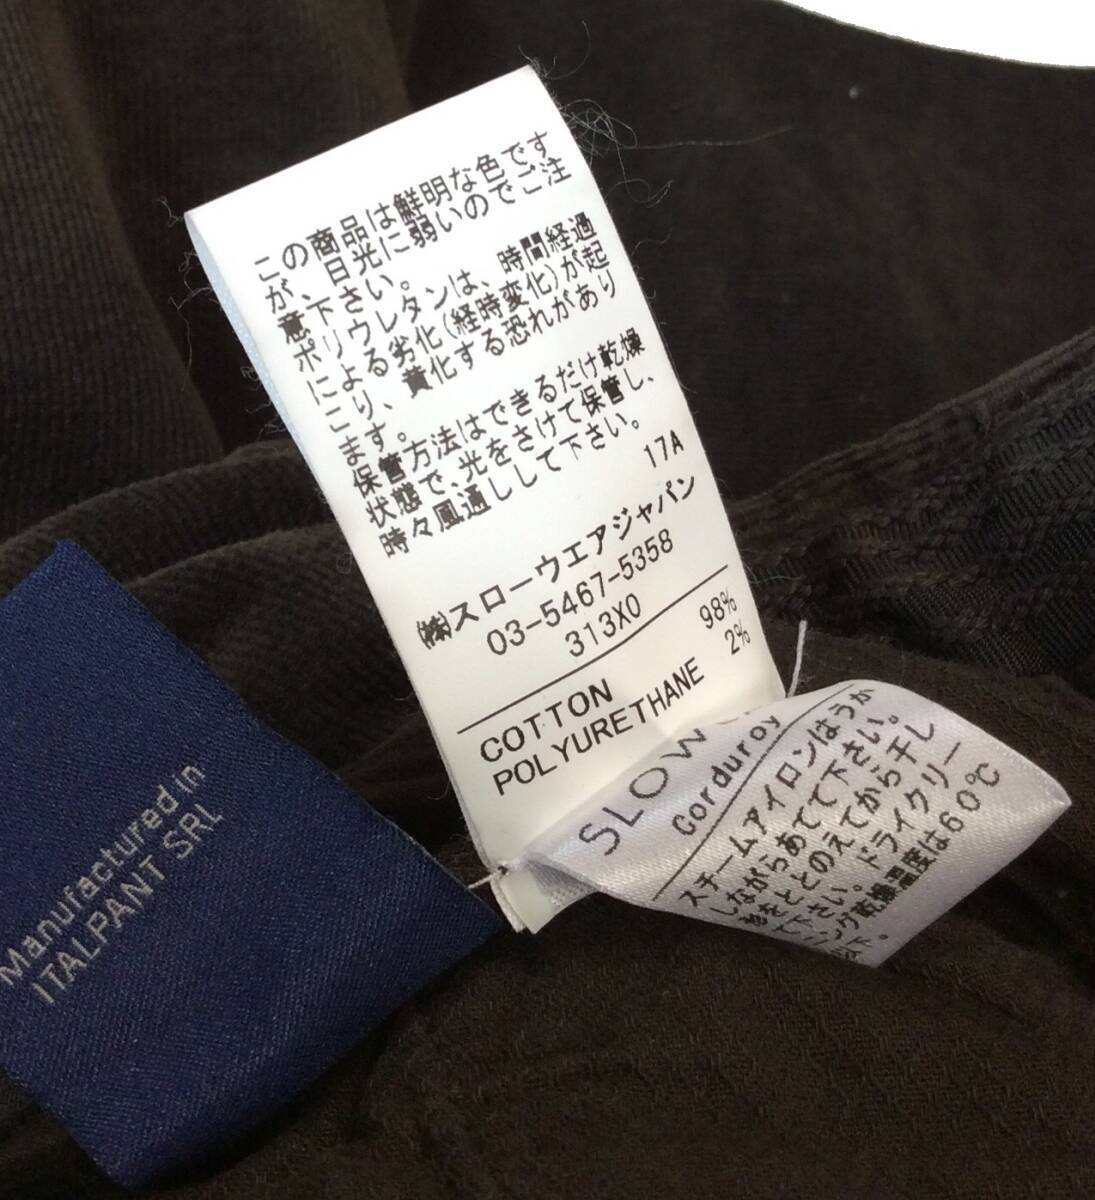 この商品は鮮明な色です
が、日光に弱いのでご注
意下さい。
ポリウレタンは、時間経過
による劣化(経時変化)が起
こり、黄化する恐れがあり
ます。
保管方法はできるだけ乾燥
状態で、光をさけて保管し、
時々風通しして下さい。
17A
㈱スローウエアジャパン
03-5467-5358
313X0
COTTON 98%
POLYURETHANE 2%
SLOW
Corduroy
スチームアイロンはうか
しながらあてて下さい。
形をととのえてから干し
て下さい。ドライクリー
ニング乾燥温度は60℃
以下。
Manufactured in
ITALPANT SRL